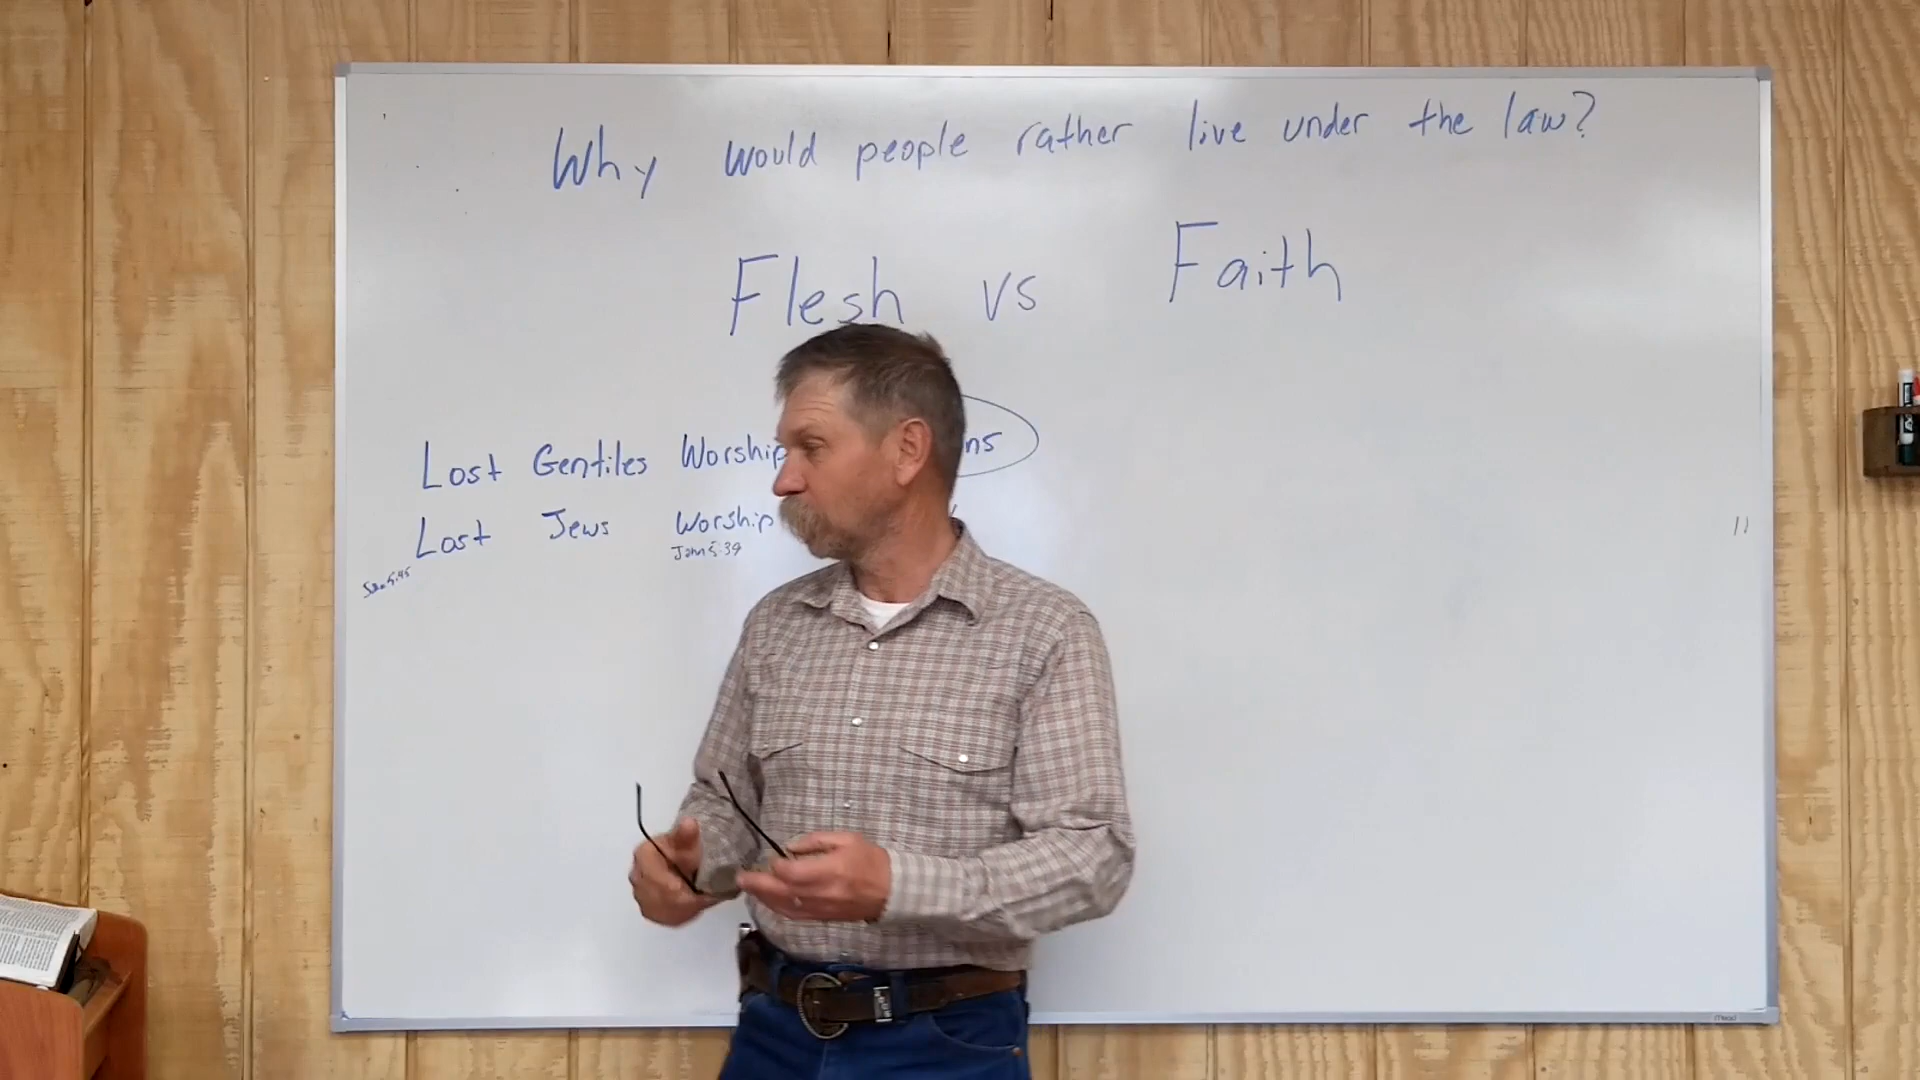 Why would people rather live under the law?
Flesh vs Faith
Lost Gentiles Worship ns
Lost Jews Worship
John 5:39